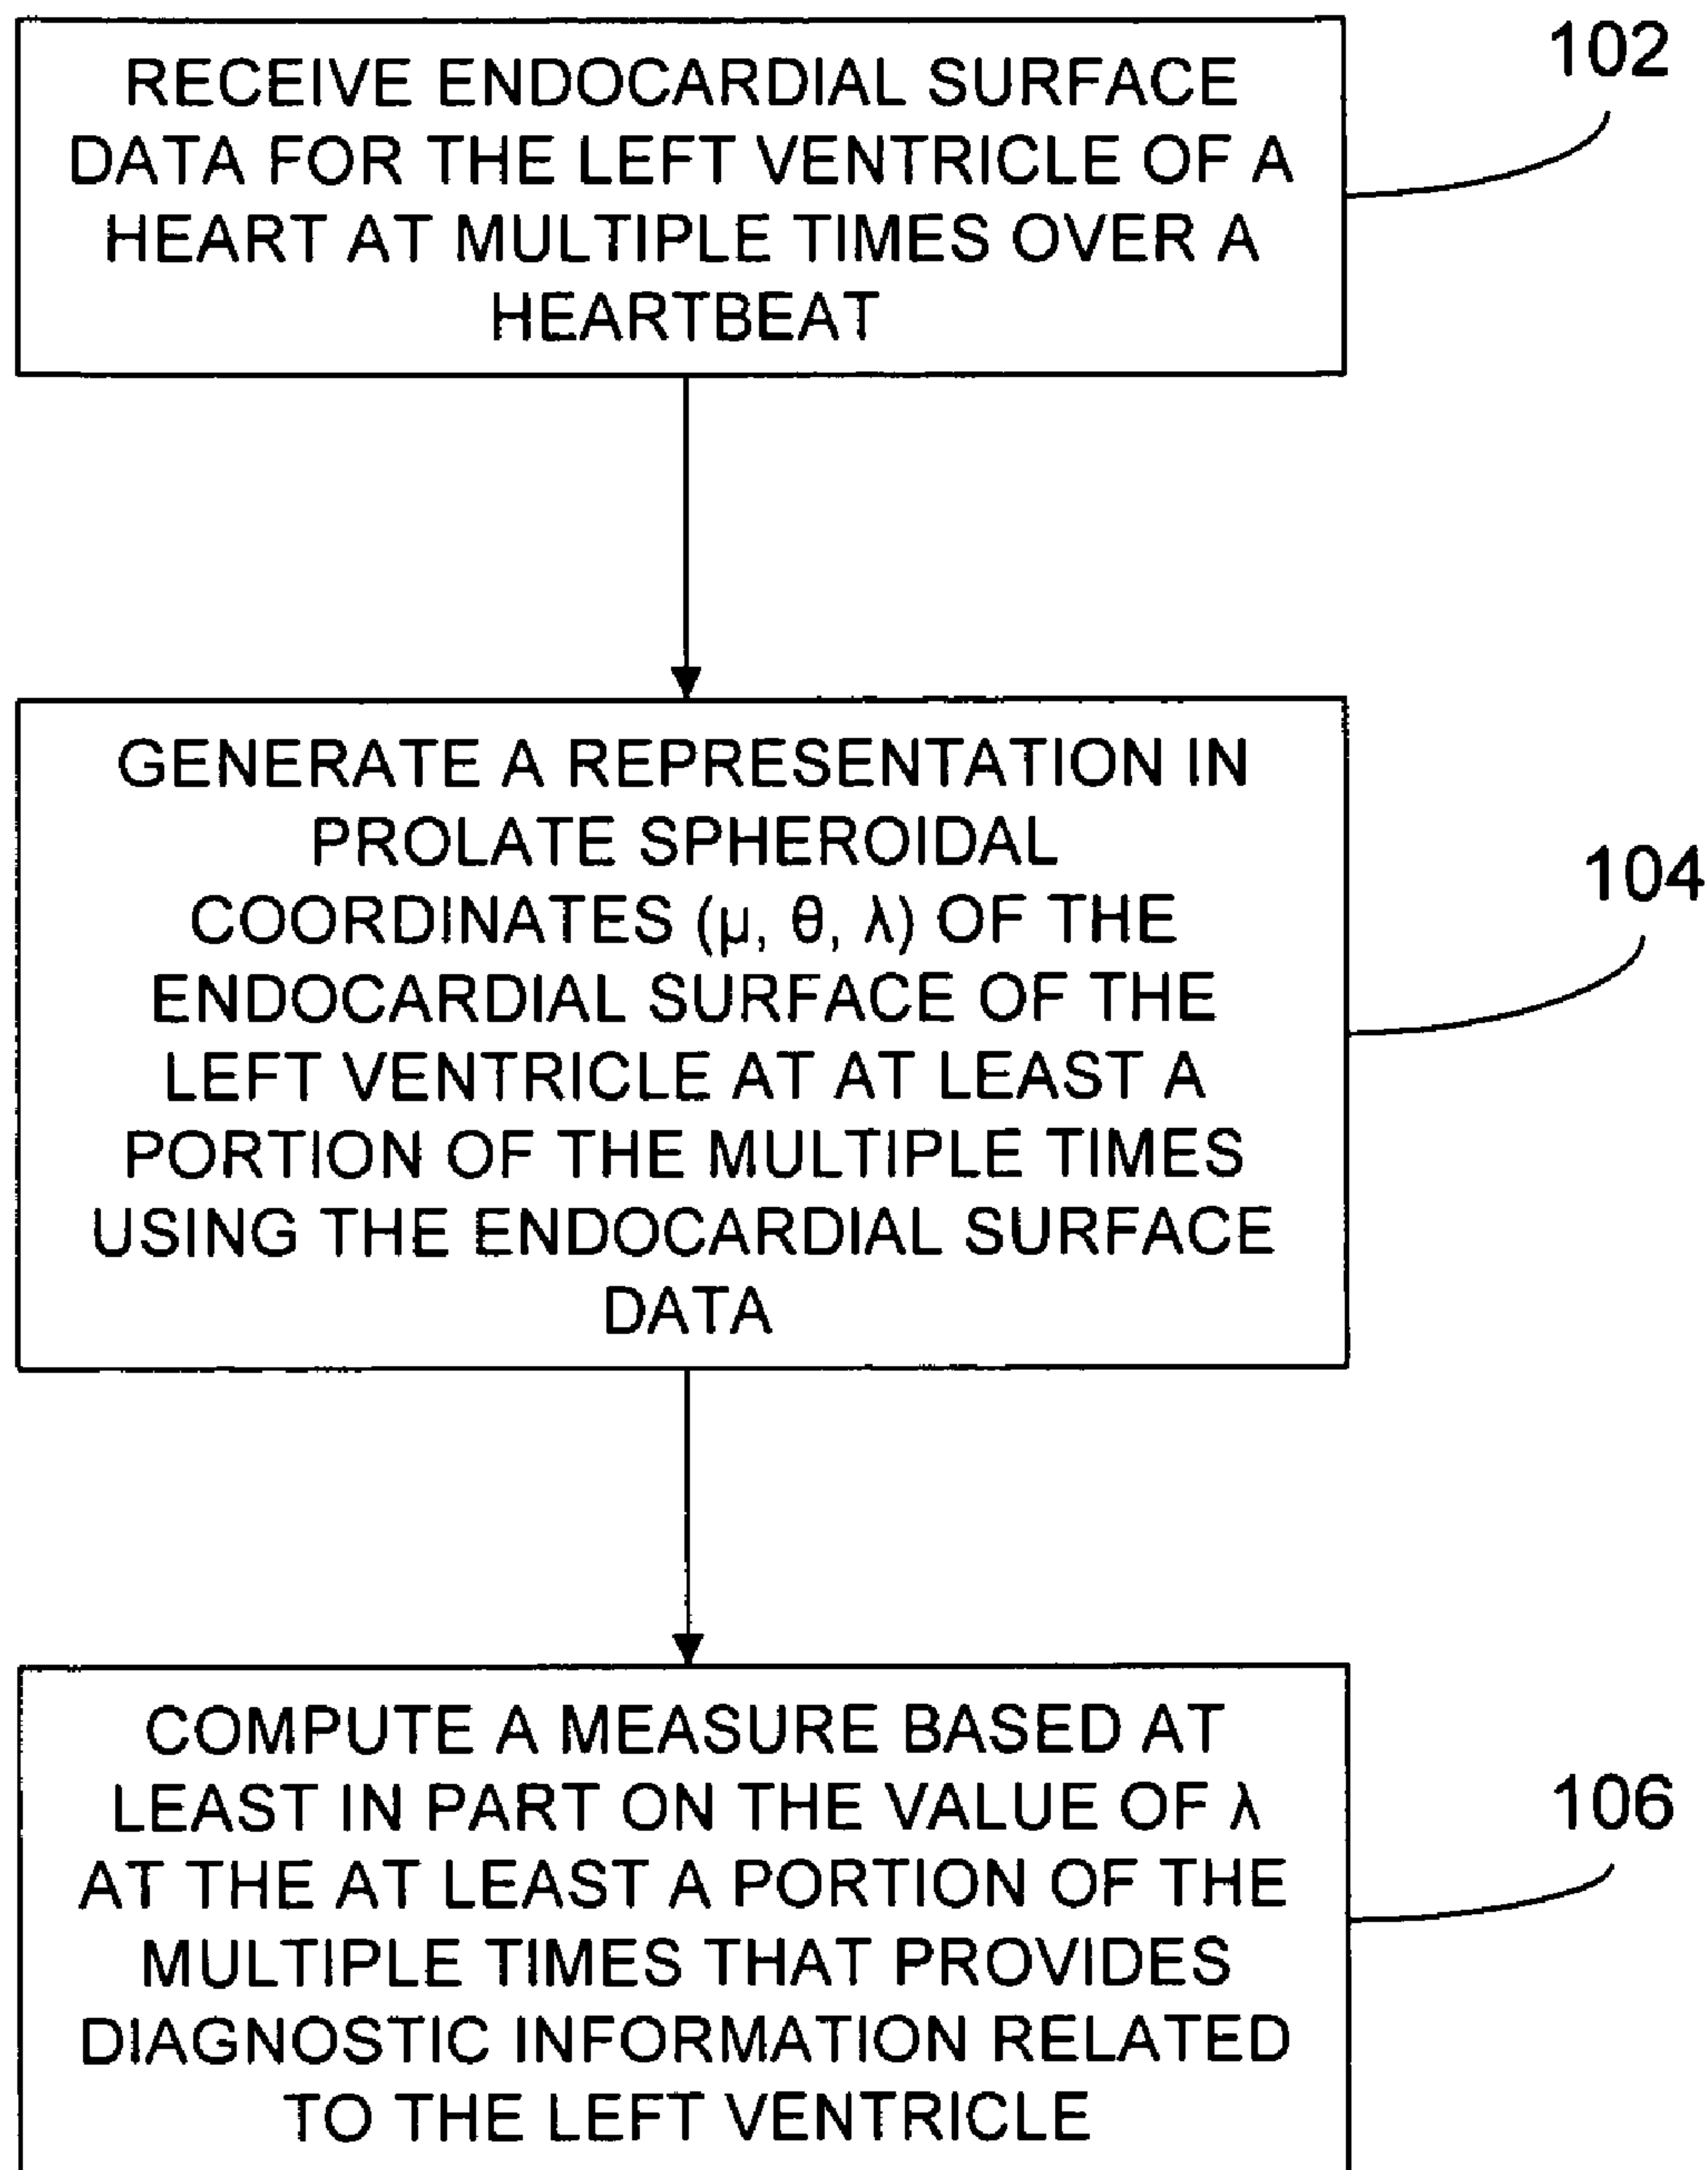 RECEIVE ENDOCARDIAL SURFACE
DATA FOR THE LEFT VENTRICLE OF A
HEART AT MULTIPLE TIMES OVER A
HEARTBEAT
102
GENERATE A REPRESENTATION IN
PROLATE SPHEROIDAL
COORDINATES (μ, θ, λ) OF THE
ENDOCARDIAL SURFACE OF THE
LEFT VENTRICLE AT AT LEAST A
PORTION OF THE MULTIPLE TIMES
USING THE ENDOCARDIAL SURFACE
DATA
104
COMPUTE A MEASURE BASED AT
LEAST IN PART ON THE VALUE OF λ
AT THE AT LEAST A PORTION OF THE
MULTIPLE TIMES THAT PROVIDES
DIAGNOSTIC INFORMATION RELATED
TO THE LEFT VENTRICLE
106